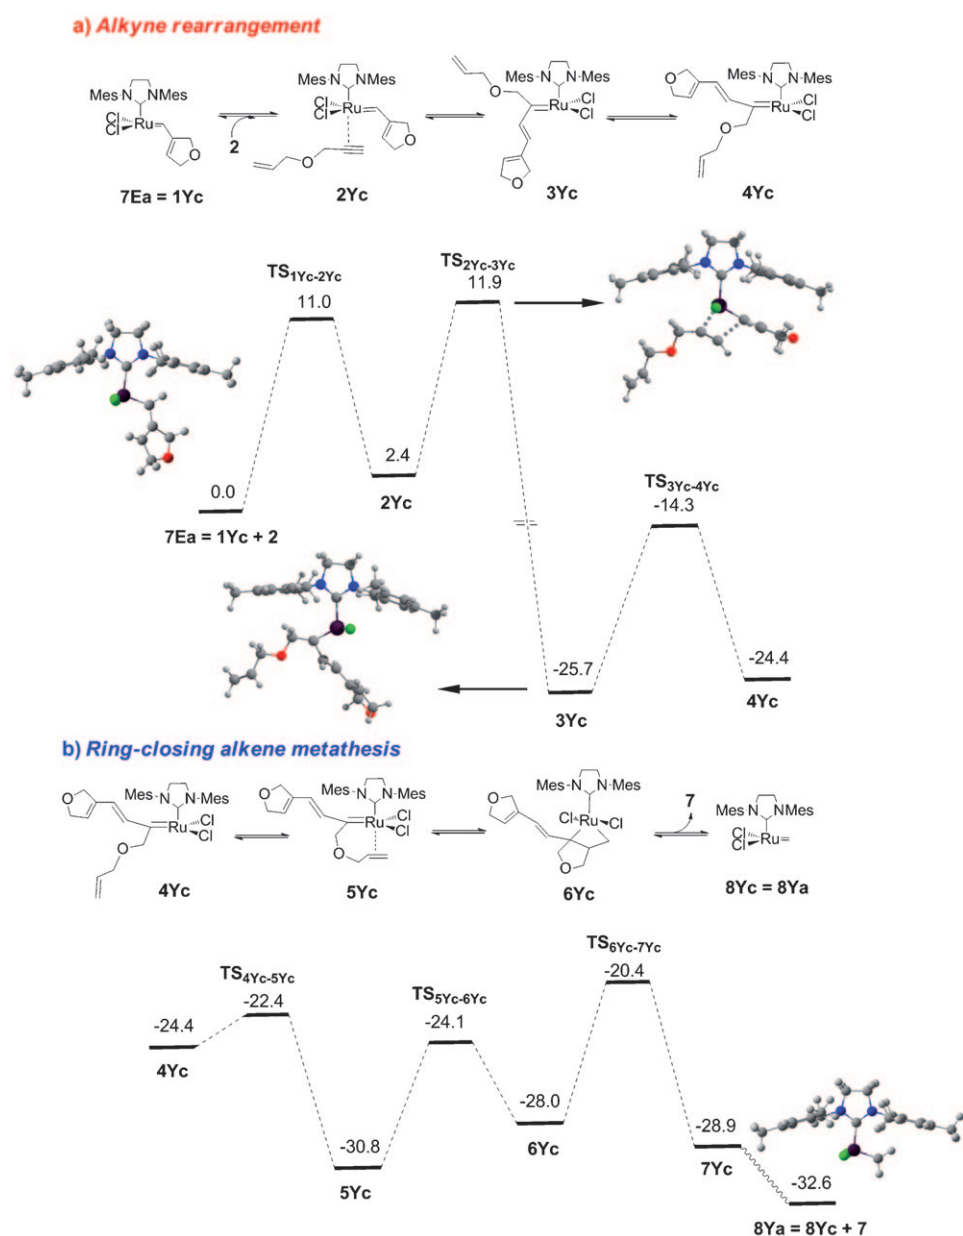 a) Alkyne rearrangement
Mes N N Mes
Cl Cl Ru
O
7Ea = 1Yc
2
Mes N N Mes
Cl Cl Ru
O O
2Yc
Mes N N Mes
O Ru Cl Cl
O
3Yc
O Mes N N Mes
Ru Cl Cl
O
4Yc
TS1Yc-2Yc
11.0
TS2Yc-3Yc
11.9
2.4
2Yc
0.0
7Ea = 1Yc + 2
TS3Yc-4Yc
-14.3
-25.7
3Yc
-24.4
4Yc
b) Ring-closing alkene metathesis
O Mes-N N-Mes
Ru Cl Cl
O
4Yc
O Mes-N N-Mes
Ru Cl Cl
O
5Yc
Mes-N N-Mes
O Cl-Ru-Cl
O
6Yc
7
Mes-N N-Mes
Cl Cl Ru=
8Yc = 8Ya
TS4Yc-5Yc
-22.4
-24.4
4Yc
-30.8
5Yc
TS5Yc-6Yc
-24.1
-28.0
6Yc
TS6Yc-7Yc
-20.4
-28.9
7Yc
-32.6
8Ya = 8Yc + 7